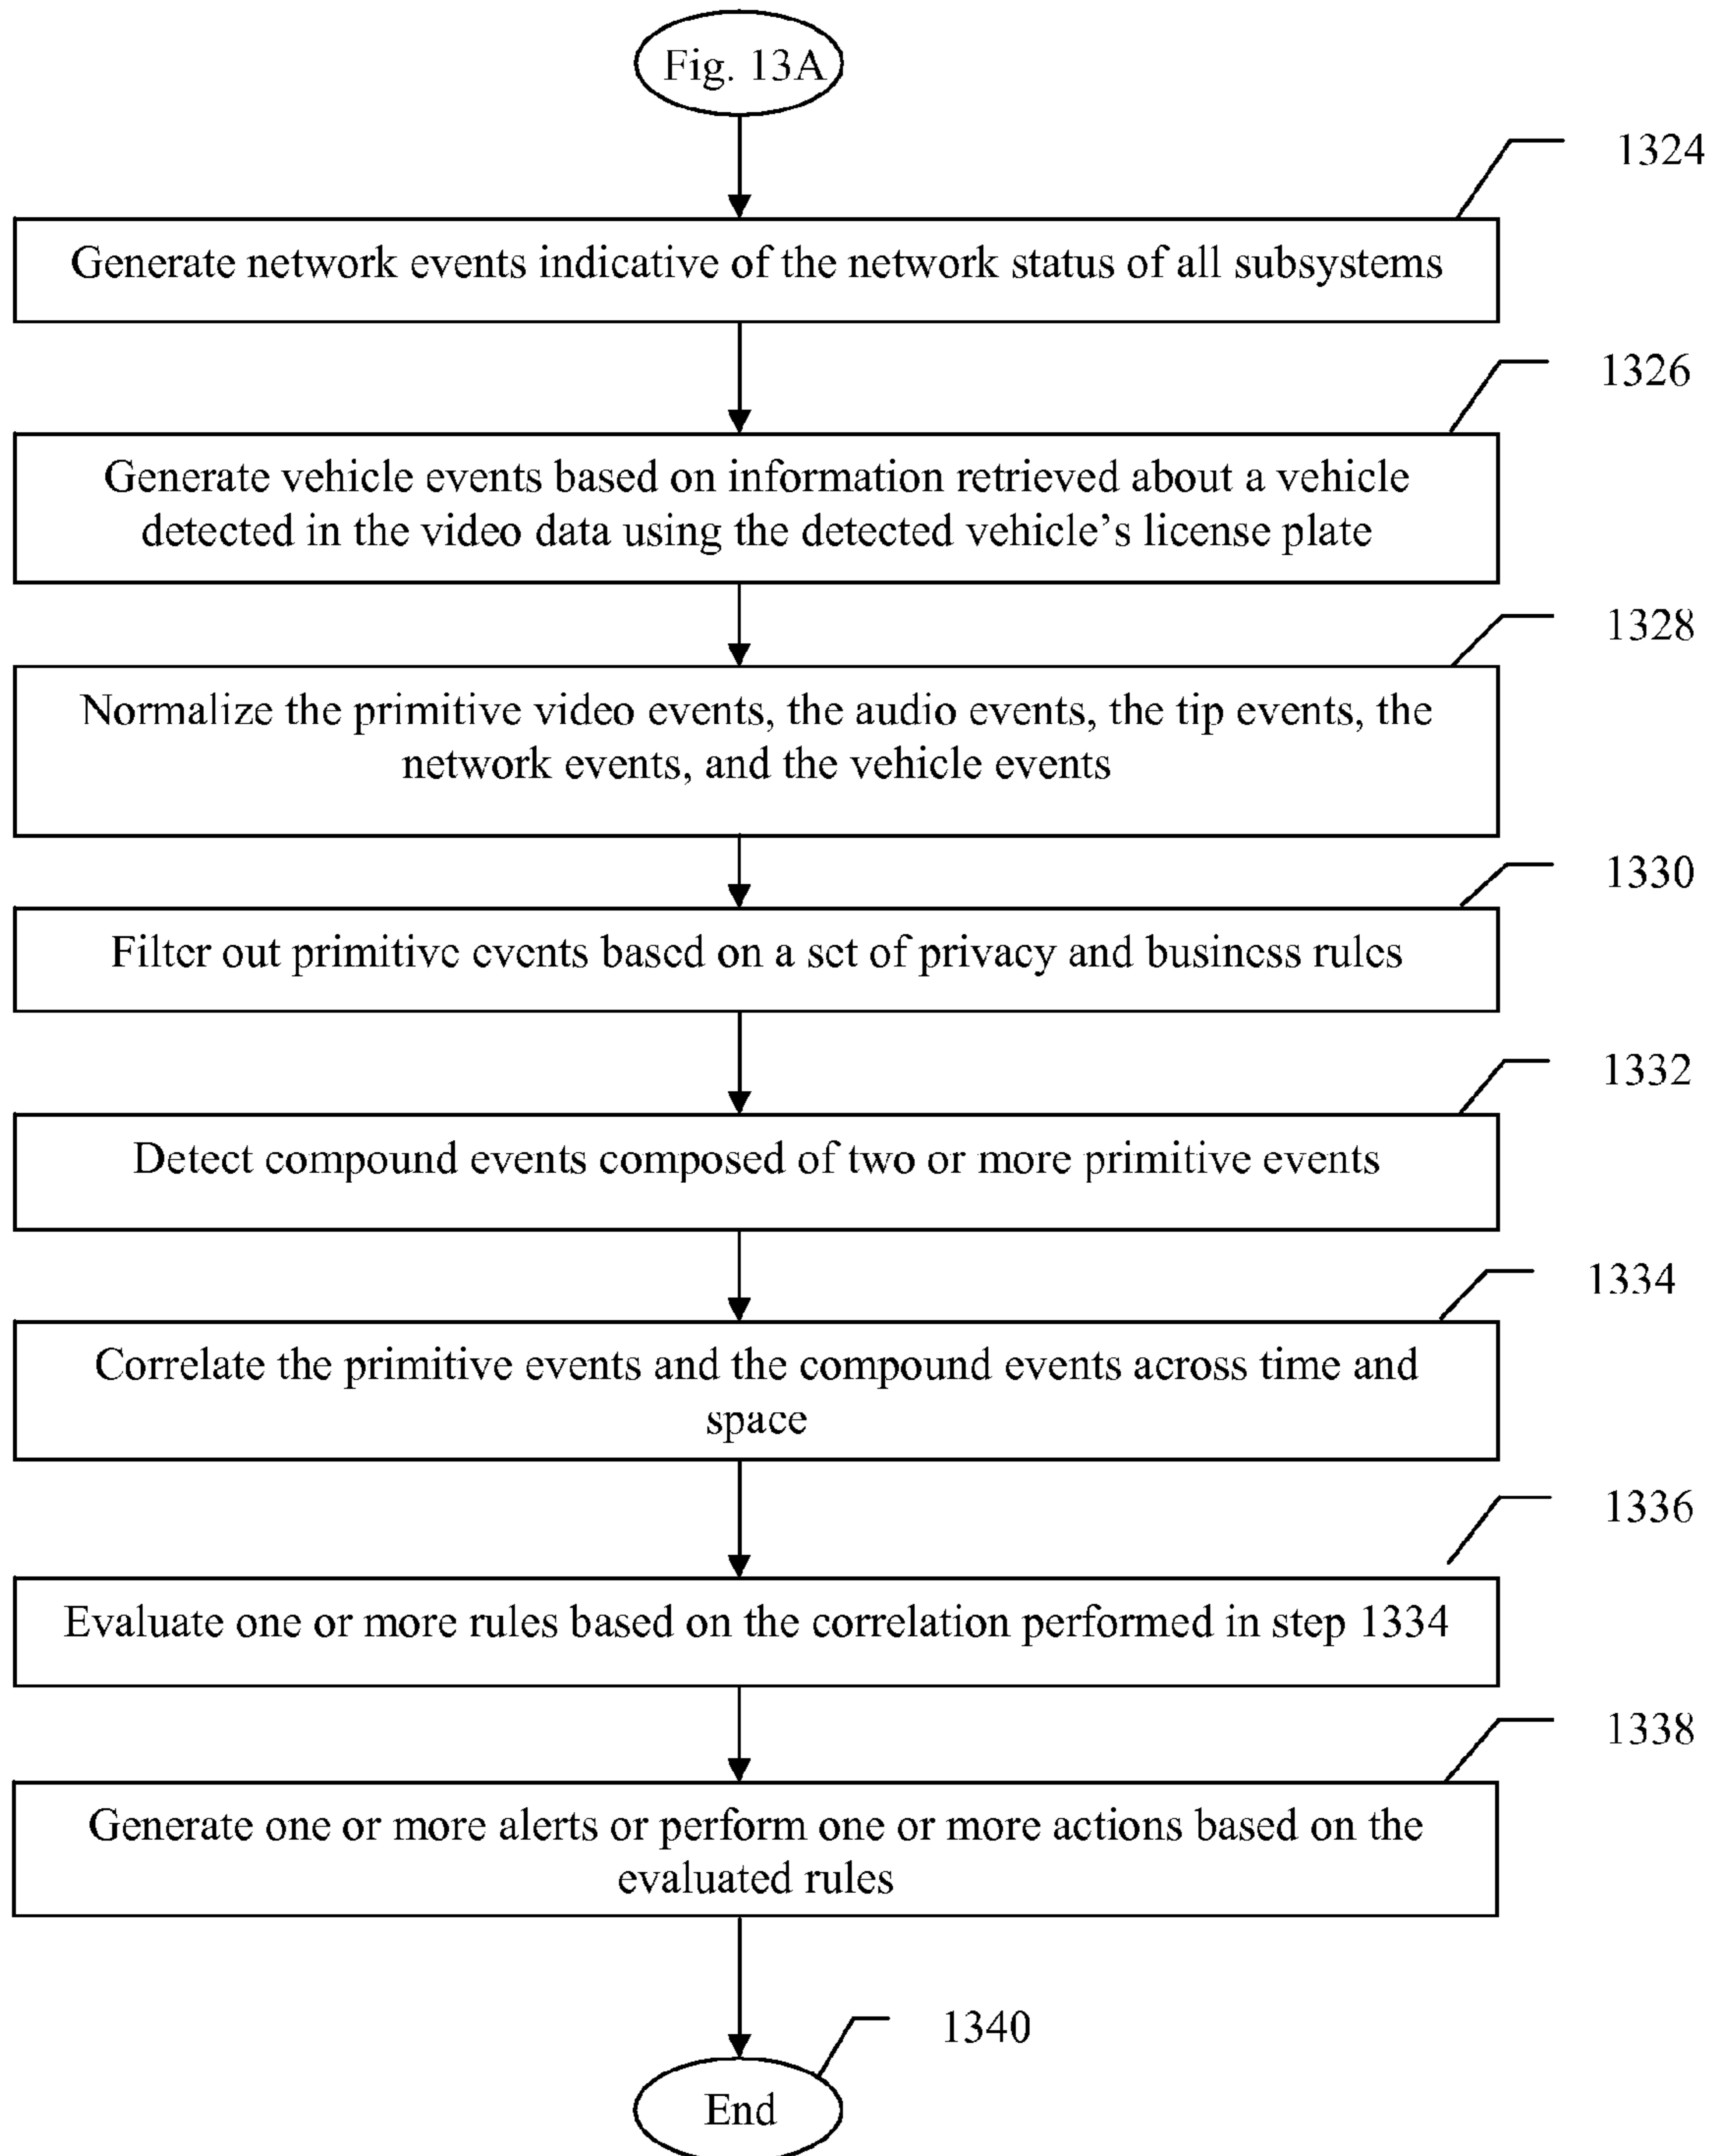 Fig. 13A
1324
Generate network events indicative of the network status of all subsystems
1326
Generate vehicle events based on information retrieved about a vehicle
detected in the video data using the detected vehicle's license plate
1328
Normalize the primitive video events, the audio events, the tip events, the
network events, and the vehicle events
1330
Filter out primitive events based on a set of privacy and business rules
1332
Detect compound events composed of two or more primitive events
1334
Correlate the primitive events and the compound events across time and
space
1336
Evaluate one or more rules based on the correlation performed in step 1334
1338
Generate one or more alerts or perform one or more actions based on the
evaluated rules
1340
End